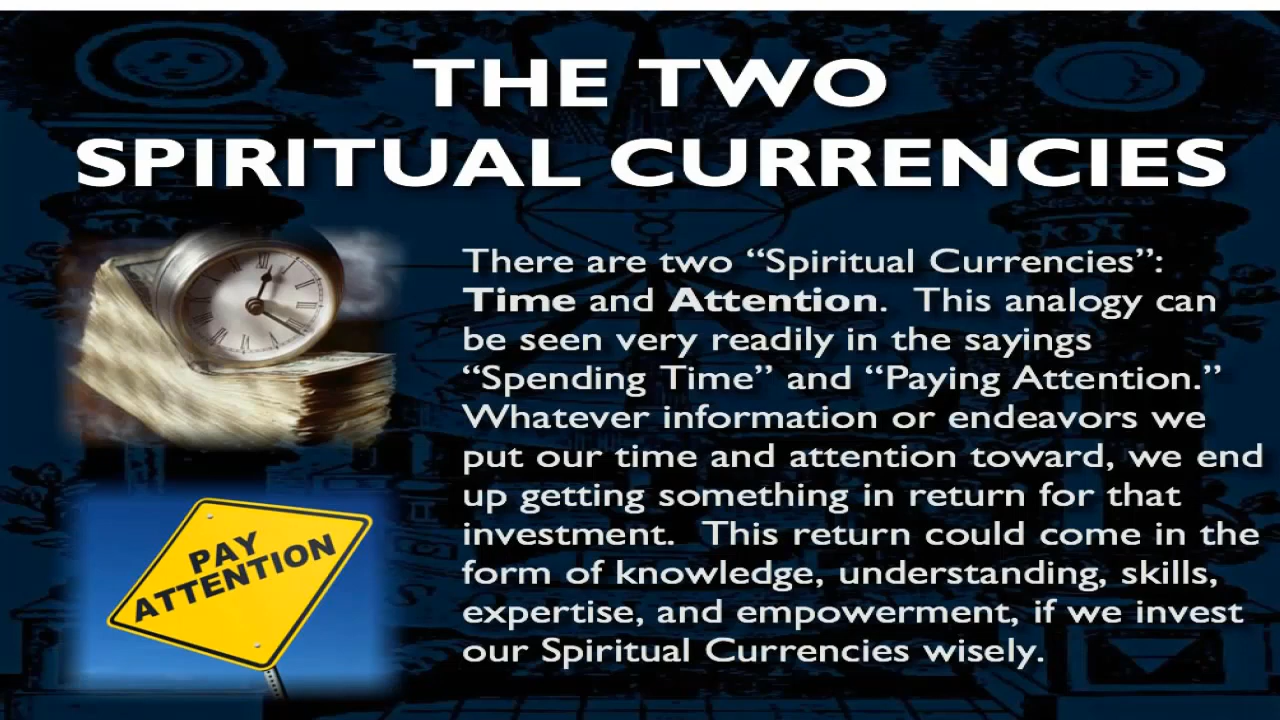 THE TWO
SPIRITUAL CURRENCIES
There are two “Spiritual Currencies”:
Time and Attention.  This analogy can
be seen very readily in the sayings
“Spending Time” and “Paying Attention.”
Whatever information or endeavors we
put our time and attention toward, we end
up getting something in return for that
investment.  This return could come in the
form of knowledge, understanding, skills,
expertise, and empowerment, if we invest
our Spiritual Currencies wisely.
PAY
ATTENTION